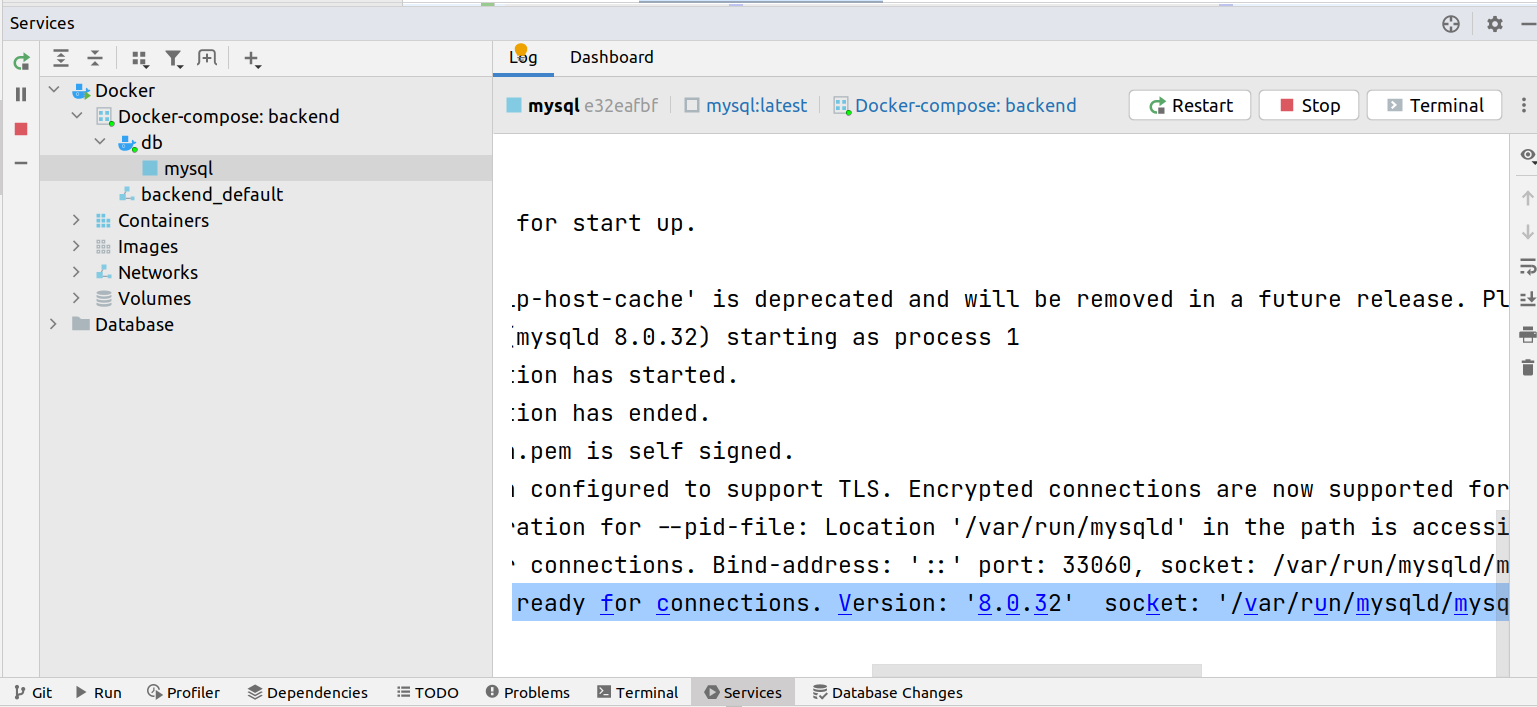 Services
Log Dashboard
Docker
Docker-compose: backend
db
mysql
backend_default
Containers
Images
Networks
Volumes
Database
mysql e32eafbf mysql:latest Docker-compose: backend Restart Stop Terminal
for start up.
p-host-cache' is deprecated and will be removed in a future release. Pl
(mysqld 8.0.32) starting as process 1
tion has started.
tion has ended.
.pem is self signed.
configured to support TLS. Encrypted connections are now supported for
ration for --pid-file: Location '/var/run/mysqld' in the path is accessi
connections. Bind-address: '::' port: 33060, socket: /var/run/mysqld/m
ready for connections. Version: '8.0.32' socket: '/var/run/mysqld/mysq
Git Run Profiler Dependencies TODO Problems Terminal Services Database Changes